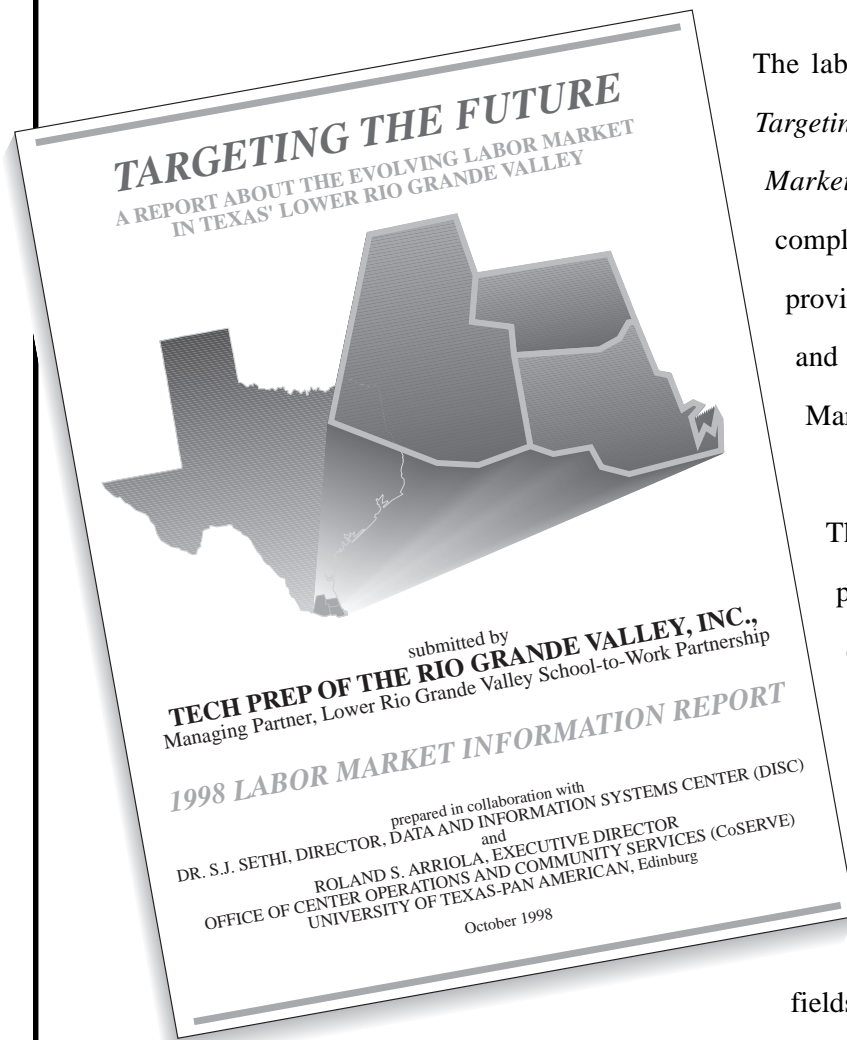 TARGETING THE FUTURE
A REPORT ABOUT THE EVOLVING LABOR MARKET
IN TEXAS' LOWER RIO GRANDE VALLEY
submitted by
TECH PREP OF THE RIO GRANDE VALLEY, INC.,
Managing Partner, Lower Rio Grande Valley School-to-Work Partnership
1998 LABOR MARKET INFORMATION REPORT
prepared in collaboration with
DR. S.J. SETHI, DIRECTOR, DATA AND INFORMATION SYSTEMS CENTER (DISC)
and
ROLAND S. ARRIOLA, EXECUTIVE DIRECTOR
OFFICE OF CENTER OPERATIONS AND COMMUNITY SERVICES (CoSERVE)
UNIVERSITY OF TEXAS-PAN AMERICAN, Edinburg
October 1998
The lab
Targetin
Market
compl
provi
and
Mar
Th
p
fields